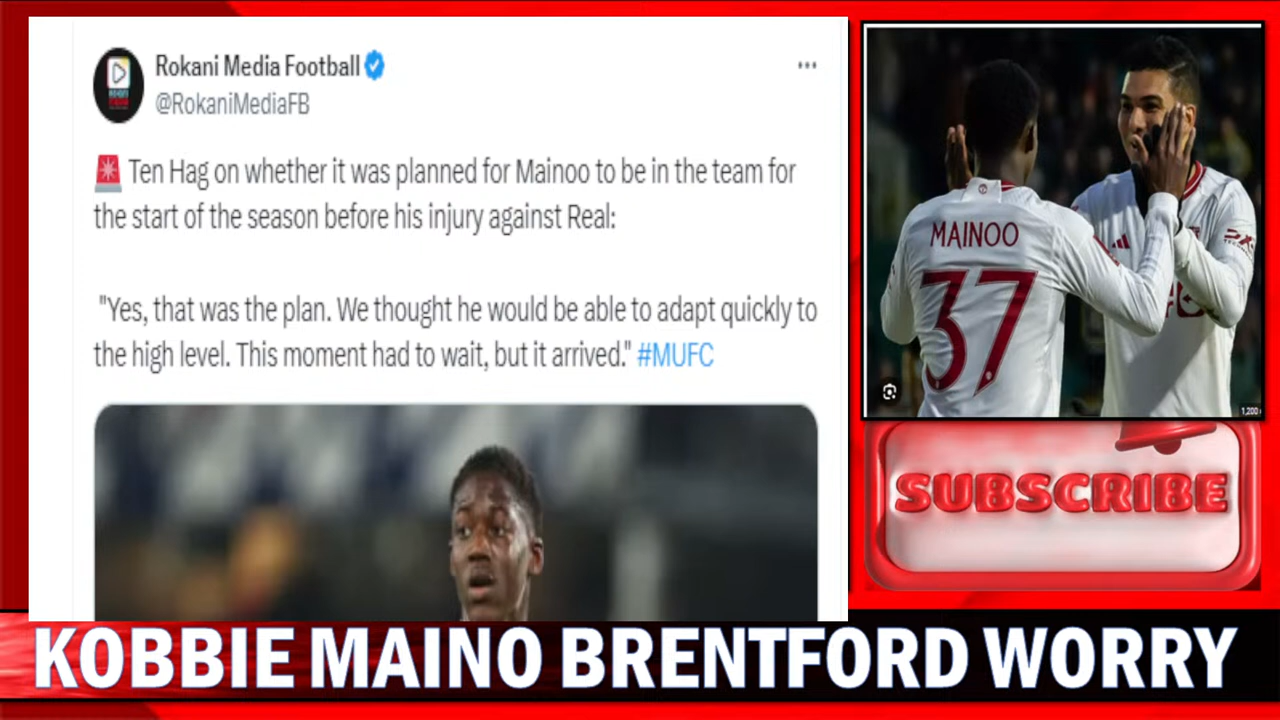 Rokani Media Football
@RokaniMediaFB
🚨 Ten Hag on whether it was planned for Mainoo to be in the team for
the start of the season before his injury against Real:
"Yes, that was the plan. We thought he would be able to adapt quickly to
the high level. This moment had to wait, but it arrived." #MUFC
MAINOO
37
1,200
SUBSCRIBE
KOBBIE MAINO BRENTFORD WORRY